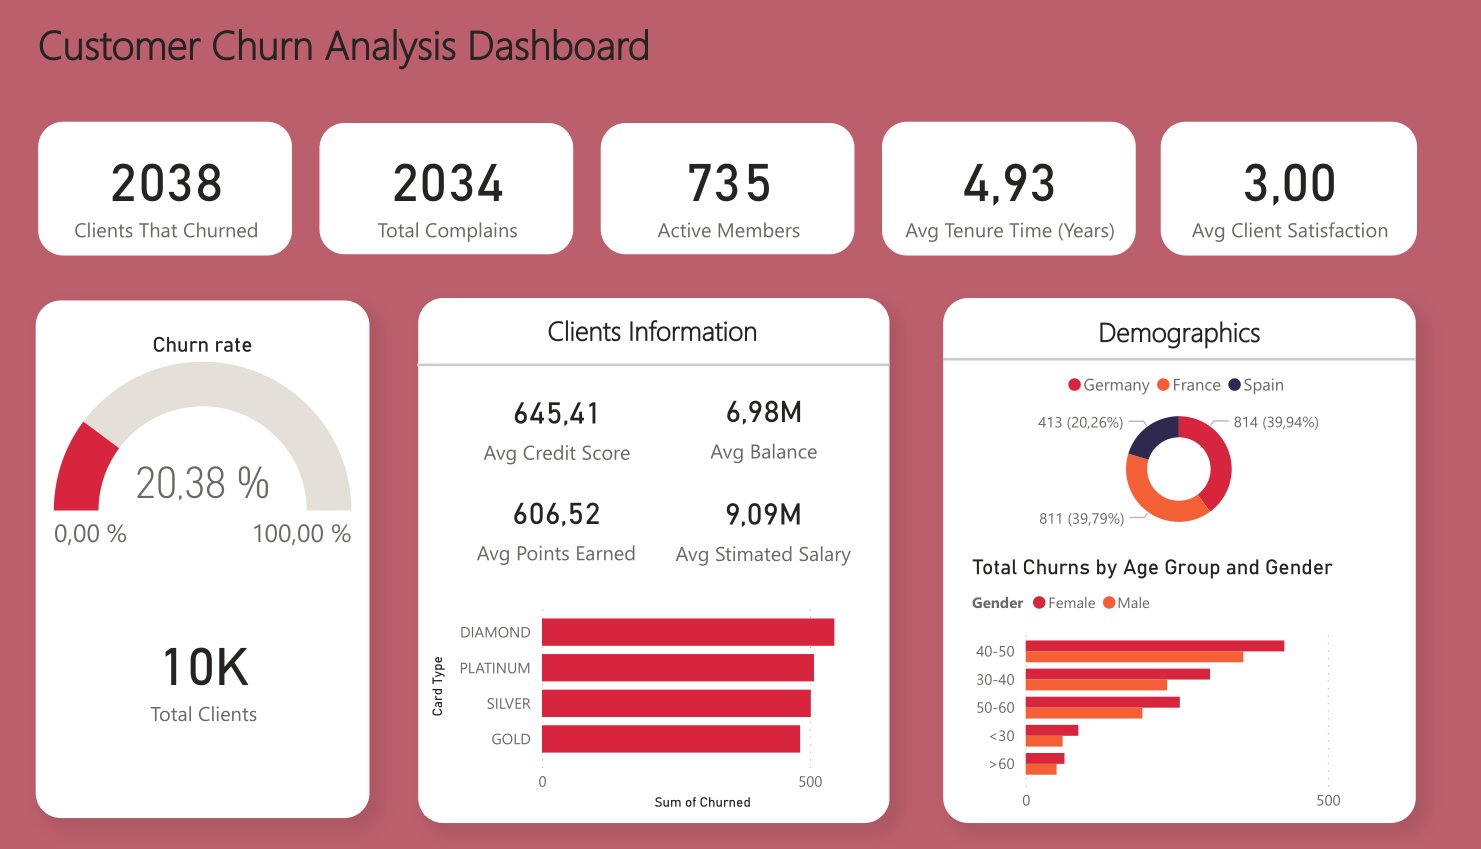 Customer Churn Analysis Dashboard
2038
Clients That Churned
2034
Total Complains
735
Active Members
4,93
Avg Tenure Time (Years)
3,00
Avg Client Satisfaction
Churn rate
20,38 %
0,00 %
100,00 %
10K
Total Clients
Clients Information
645,41
Avg Credit Score
6,98M
Avg Balance
606,52
Avg Points Earned
9,09M
Avg Stimated Salary
Card Type
DIAMOND
PLATINUM
SILVER
GOLD
0
500
Sum of Churned
Demographics
Germany France Spain
413 (20,26%)
814 (39,94%)
811 (39,79%)
Total Churns by Age Group and Gender
Gender Female Male
40-50
30-40
50-60
<30
>60
0
500